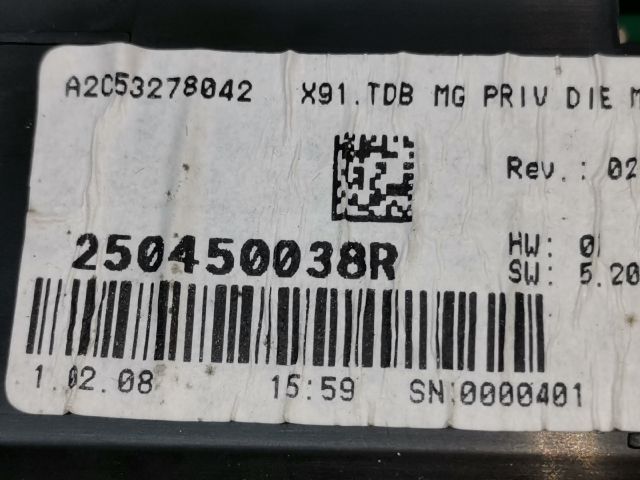 A2C53278042 X91.TDB MG PRIV DIE M
Rev.: 02
250450038R
HW: 0
SW: 5.20
1.02.08 15:59 SN:0000401